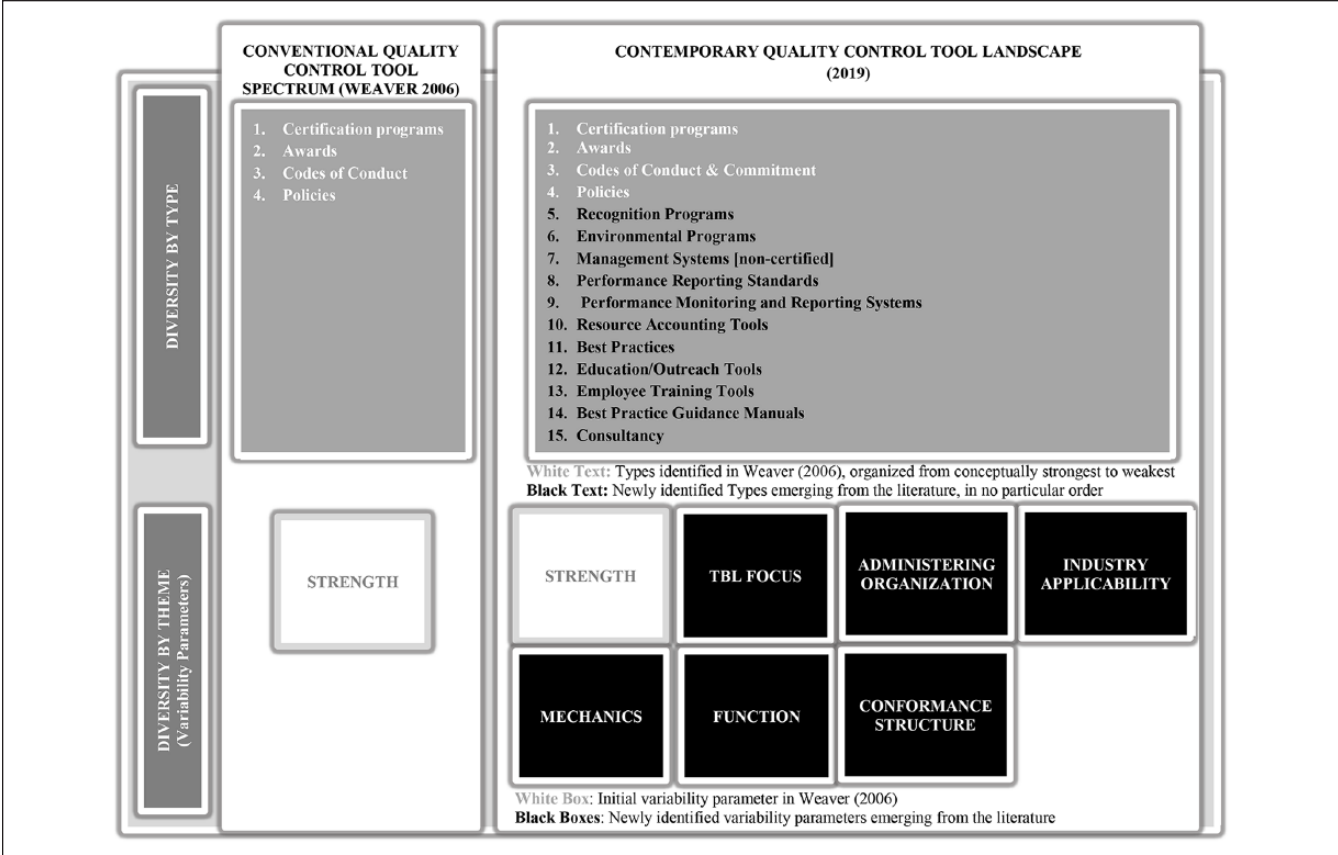 CONVENTIONAL QUALITY
CONTROL TOOL
SPECTRUM (WEAVER 2006)
CONTEMPORARY QUALITY CONTROL TOOL LANDSCAPE
(2019)
DIVERSITY BY TYPE
1. Certification programs
2. Awards
3. Codes of Conduct
4. Policies
1. Certification programs
2. Awards
3. Codes of Conduct & Commitment
4. Policies
5. Recognition Programs
6. Environmental Programs
7. Management Systems [non-certified]
8. Performance Reporting Standards
9. Performance Monitoring and Reporting Systems
10. Resource Accounting Tools
11. Best Practices
12. Education/Outreach Tools
13. Employee Training Tools
14. Best Practice Guidance Manuals
15. Consultancy
White Text: Types identified in Weaver (2006), organized from conceptually strongest to weakest
Black Text: Newly identified Types emerging from the literature, in no particular order
DIVERSITY BY THEME
(Variability Parameters)
STRENGTH
STRENGTH
TBL FOCUS
ADMINISTERING
ORGANIZATION
INDUSTRY
APPLICABILITY
MECHANICS
FUNCTION
CONFORMANCE
STRUCTURE
White Box: Initial variability parameter in Weaver (2006)
Black Boxes: Newly identified variability parameters emerging from the literature